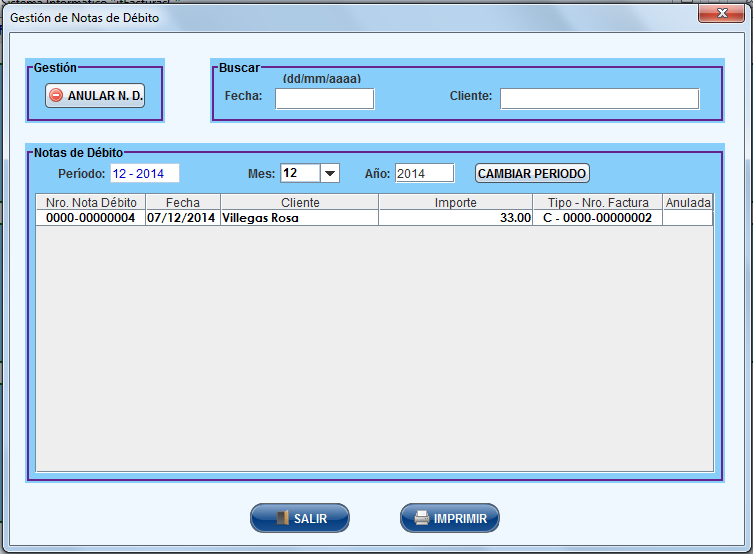 Gestión de Notas de Débito
Gestión
ANULAR N. D.
Buscar
(dd/mm/aaaa)
Fecha:
Cliente:
Notas de Débito
Período: 12 - 2014 Mes: 12 Año: 2014 CAMBIAR PERIODO
Nro. Nota Débito Fecha Cliente Importe Tipo - Nro. Factura Anulada
0000-00000004 07/12/2014 Villegas Rosa 33.00 C - 0000-00000002
SALIR IMPRIMIR